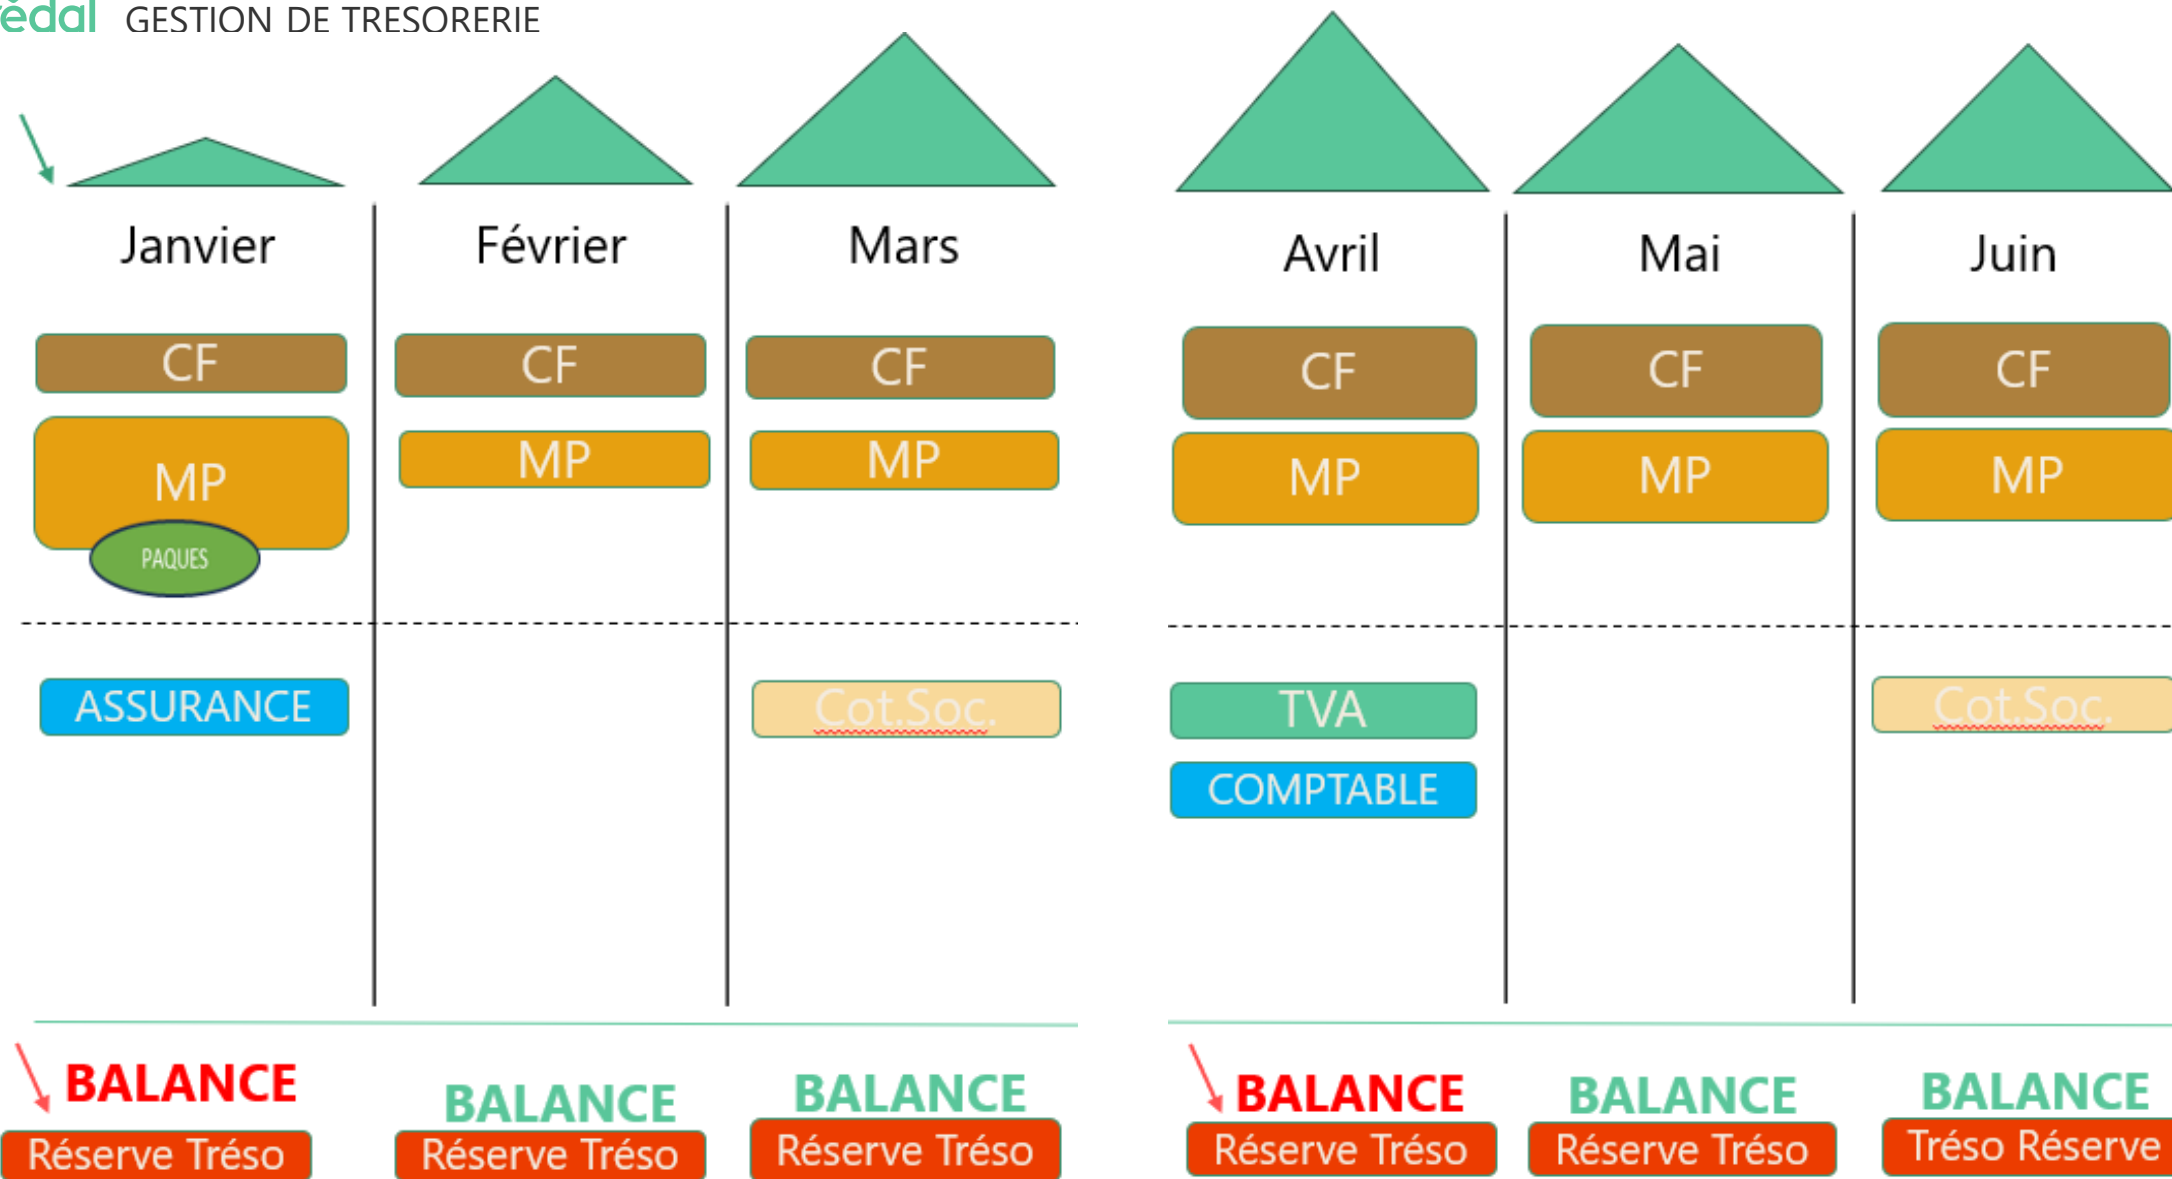 GESTION DE TRESORERIE
Janvier Février Mars Avril Mai Juin
CF CF CF CF CF CF
MP MP MP MP MP MP
PAQUES
ASSURANCE Cot.Soc. TVA Cot.Soc.
COMPTABLE
BALANCE BALANCE BALANCE BALANCE BALANCE BALANCE
Réserve Tréso Réserve Tréso Réserve Tréso Réserve Tréso Réserve Tréso Tréso Réserve